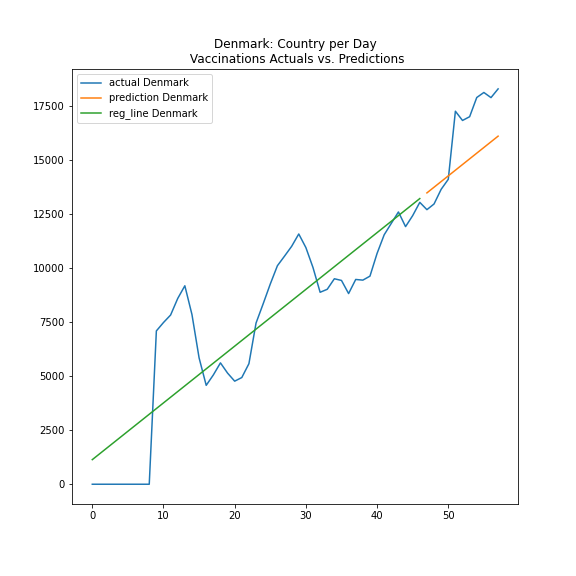 Denmark: Country per Day
Vaccinations Actuals vs. Predictions
actual Denmark
prediction Denmark
reg_line Denmark
17500
15000
12500
10000
7500
5000
2500
0
0 10 20 30 40 50